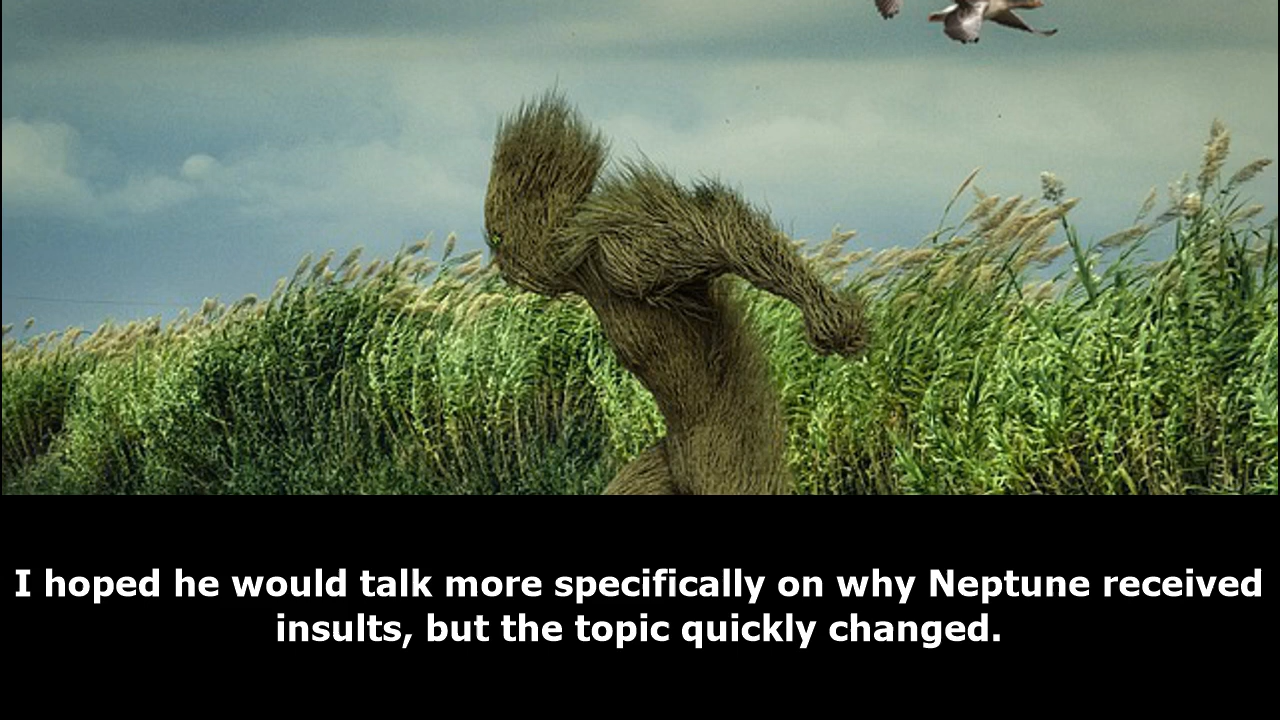 I hoped he would talk more specifically on why Neptune received
insults, but the topic quickly changed.